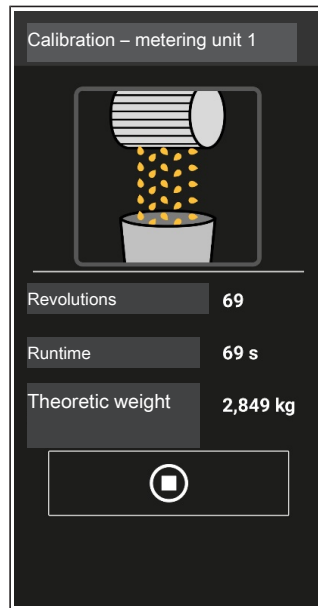 Calibration – metering unit 1
Revolutions 69
Runtime 69 s
Theoretic weight 2,849 kg